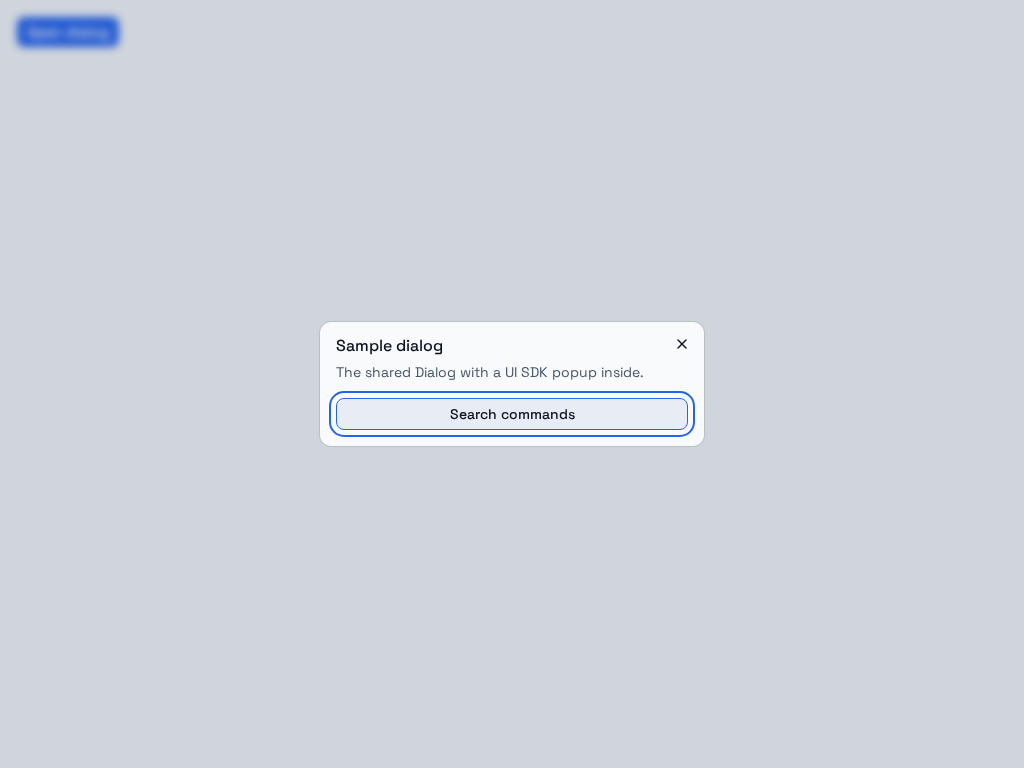 Sample dialog
The shared Dialog with a UI SDK popup inside.
Search commands